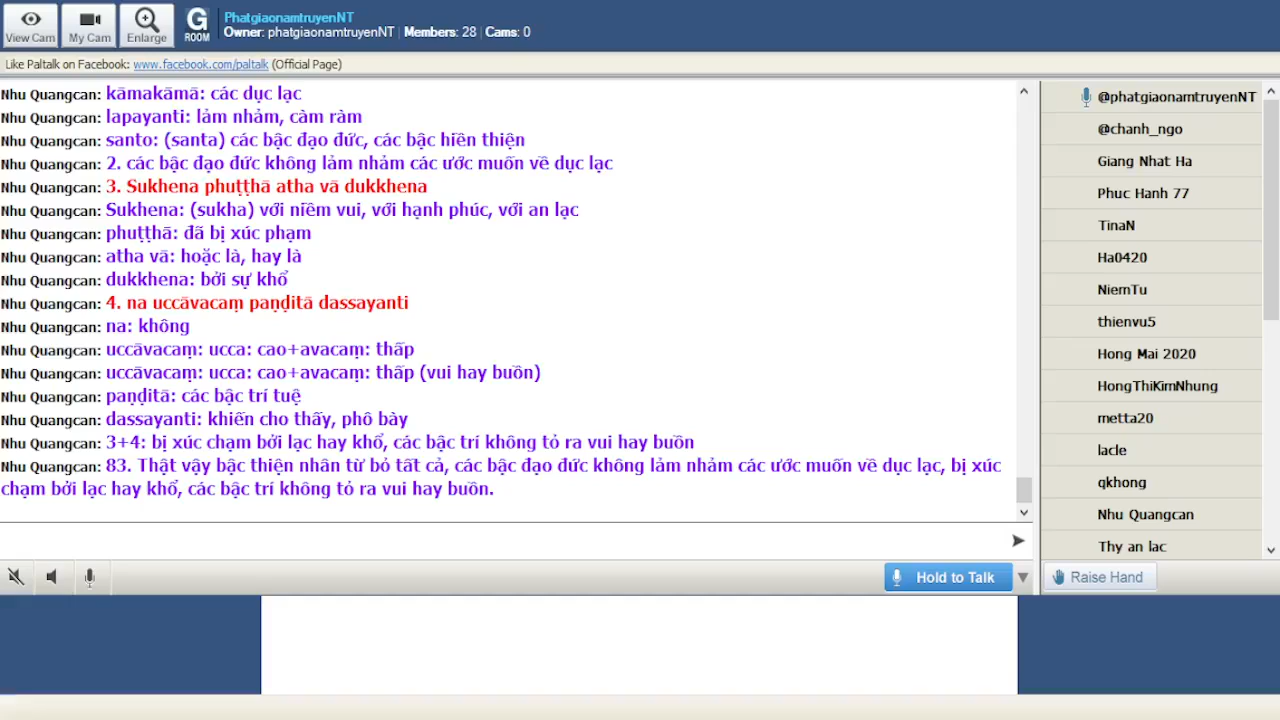 PhatgiaonamtruyenNT
Owner: phatgiaonamtruyenNT | Members: 28 | Cams: 0
View Cam
My Cam
Enlarge
G
ROOM
Like Paltalk on Facebook: www.facebook.com/paltalk (Official Page)
Nhu Quangcan: kāmakāmā: các dục lạc
Nhu Quangcan: lapayanti: lảm nhảm, càm ràm
Nhu Quangcan: santo: (santa) các bậc đạo đức, các bậc hiền thiện
Nhu Quangcan: 2. các bậc đạo đức không lảm nhảm các ước muốn về dục lạc
Nhu Quangcan: 3. Sukhena phuṭṭhā atha vā dukkhena
Nhu Quangcan: Sukhena: (sukha) với niềm vui, với hạnh phúc, với an lạc
Nhu Quangcan: phuṭṭhā: đã bị xúc phạm
Nhu Quangcan: atha vā: hoặc là, hay là
Nhu Quangcan: dukkhena: bởi sự khổ
Nhu Quangcan: 4. na uccāvacaṃ paṇḍitā dassayanti
Nhu Quangcan: na: không
Nhu Quangcan: uccāvacaṃ: ucca: cao+avacaṃ: thấp
Nhu Quangcan: uccāvacaṃ: ucca: cao+avacaṃ: thấp (vui hay buồn)
Nhu Quangcan: paṇḍitā: các bậc trí tuệ
Nhu Quangcan: dassayanti: khiến cho thấy, phô bày
Nhu Quangcan: 3+4: bị xúc chạm bởi lạc hay khổ, các bậc trí không tỏ ra vui hay buồn
Nhu Quangcan: 83. Thật vậy bậc thiện nhân từ bỏ tất cả, các bậc đạo đức không lảm nhảm các ước muốn về dục lạc, bị xúc
chạm bởi lạc hay khổ, các bậc trí không tỏ ra vui hay buồn.
@phatgiaonamtruyenNT
@chanh_ngo
Giang Nhat Ha
Phuc Hanh 77
TinaN
Ha0420
NiemTu
thienvu5
Hong Mai 2020
HongThiKimNhung
metta20
lacle
qkhong
Nhu Quangcan
Thy an lac
Hold to Talk
Raise Hand